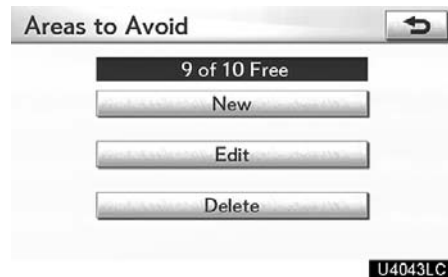 Areas to Avoid
9 of 10 Free
New
Edit
Delete
U4043LC